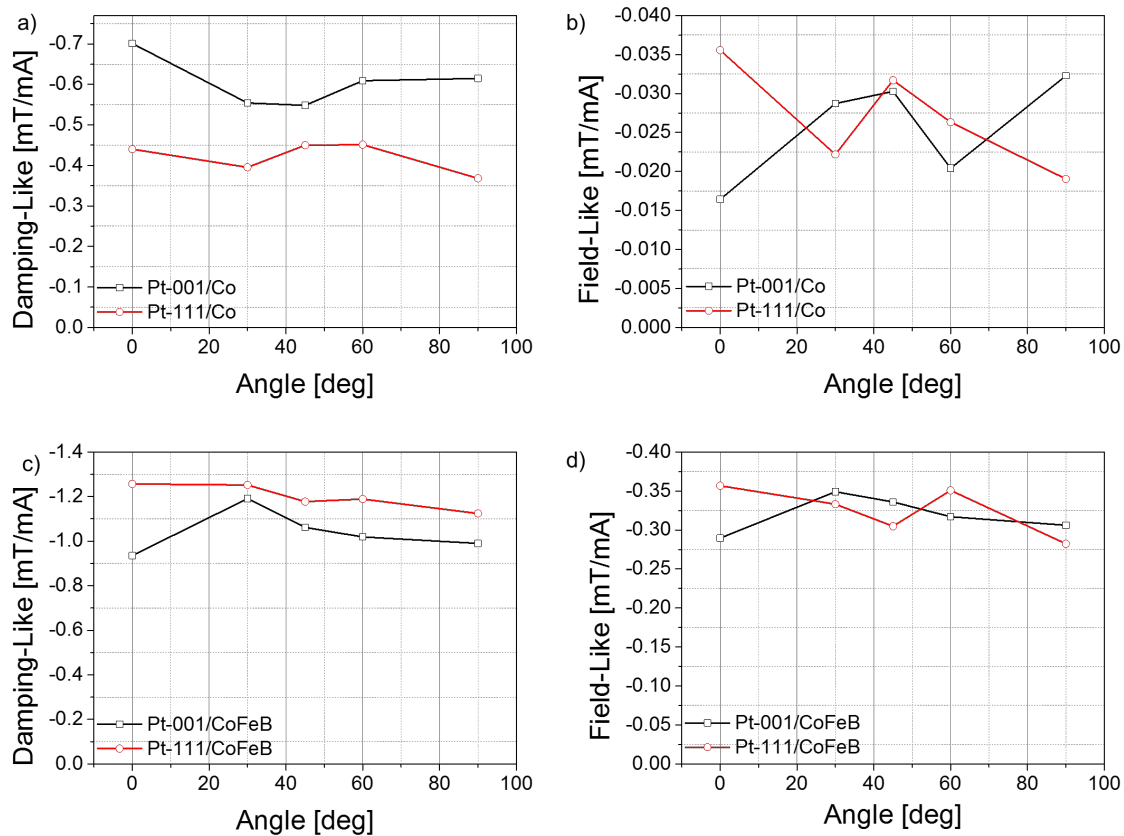 a)
Damping-Like [mT/mA]
-0.7
-0.6
-0.5
-0.4
-0.3
-0.2
-0.1
0.0
Pt-001/Co
Pt-111/Co
0 20 40 60 80 100
Angle [deg]
b)
Field-Like [mT/mA]
-0.040
-0.035
-0.030
-0.025
-0.020
-0.015
-0.010
-0.005
0.000
Pt-001/Co
Pt-111/Co
0 20 40 60 80 100
Angle [deg]
c)
Damping-Like [mT/mA]
-1.4
-1.2
-1.0
-0.8
-0.6
-0.4
-0.2
0.0
Pt-001/CoFeB
Pt-111/CoFeB
0 20 40 60 80 100
Angle [deg]
d)
Field-Like [mT/mA]
-0.40
-0.35
-0.30
-0.25
-0.20
-0.15
-0.10
-0.05
0.00
Pt-001/CoFeB
Pt-111/CoFeB
0 20 40 60 80 100
Angle [deg]